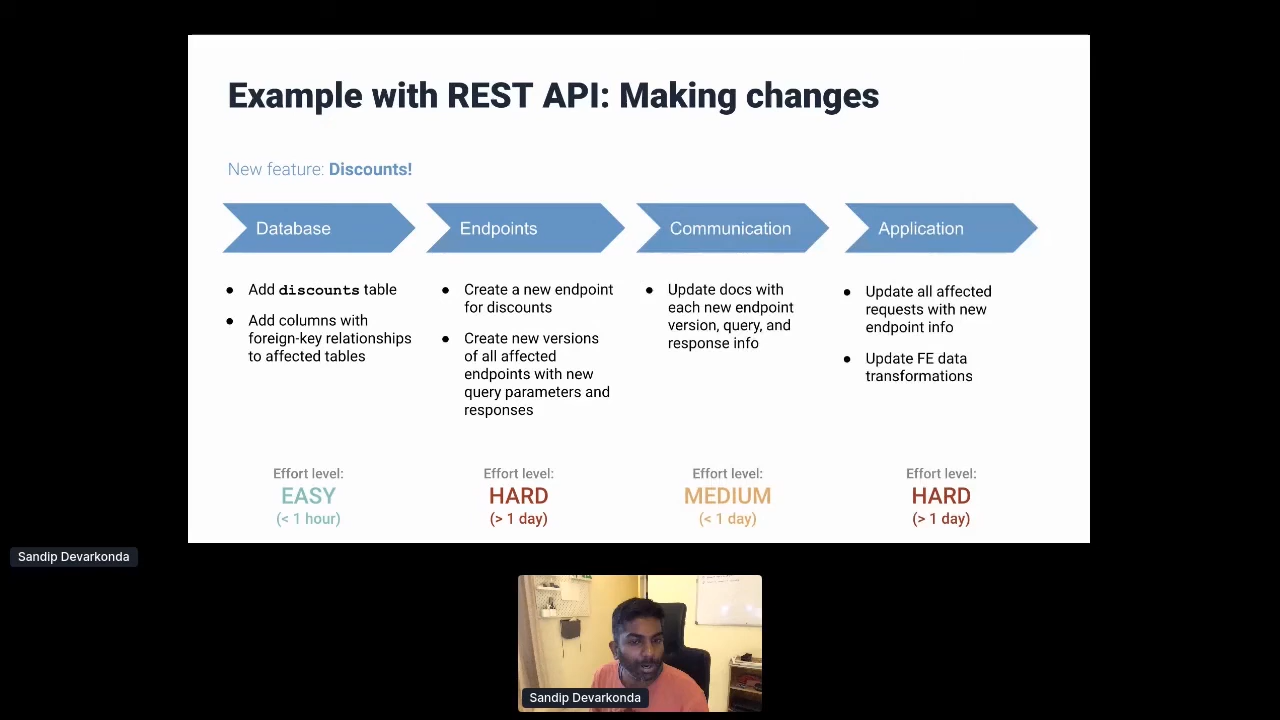 Example with REST API: Making changes
New feature: Discounts!
Database
Endpoints
Communication
Application
● Add discounts table
● Add columns with
foreign-key relationships
to affected tables
● Create a new endpoint
for discounts
● Create new versions
of all affected
endpoints with new
query parameters and
responses
● Update docs with
each new endpoint
version, query, and
response info
● Update all affected
requests with new
endpoint info
● Update FE data
transformations
Effort level:
EASY
(< 1 hour)
Effort level:
HARD
(> 1 day)
Effort level:
MEDIUM
(< 1 day)
Effort level:
HARD
(> 1 day)
Sandip Devarkonda
Sandip Devarkonda